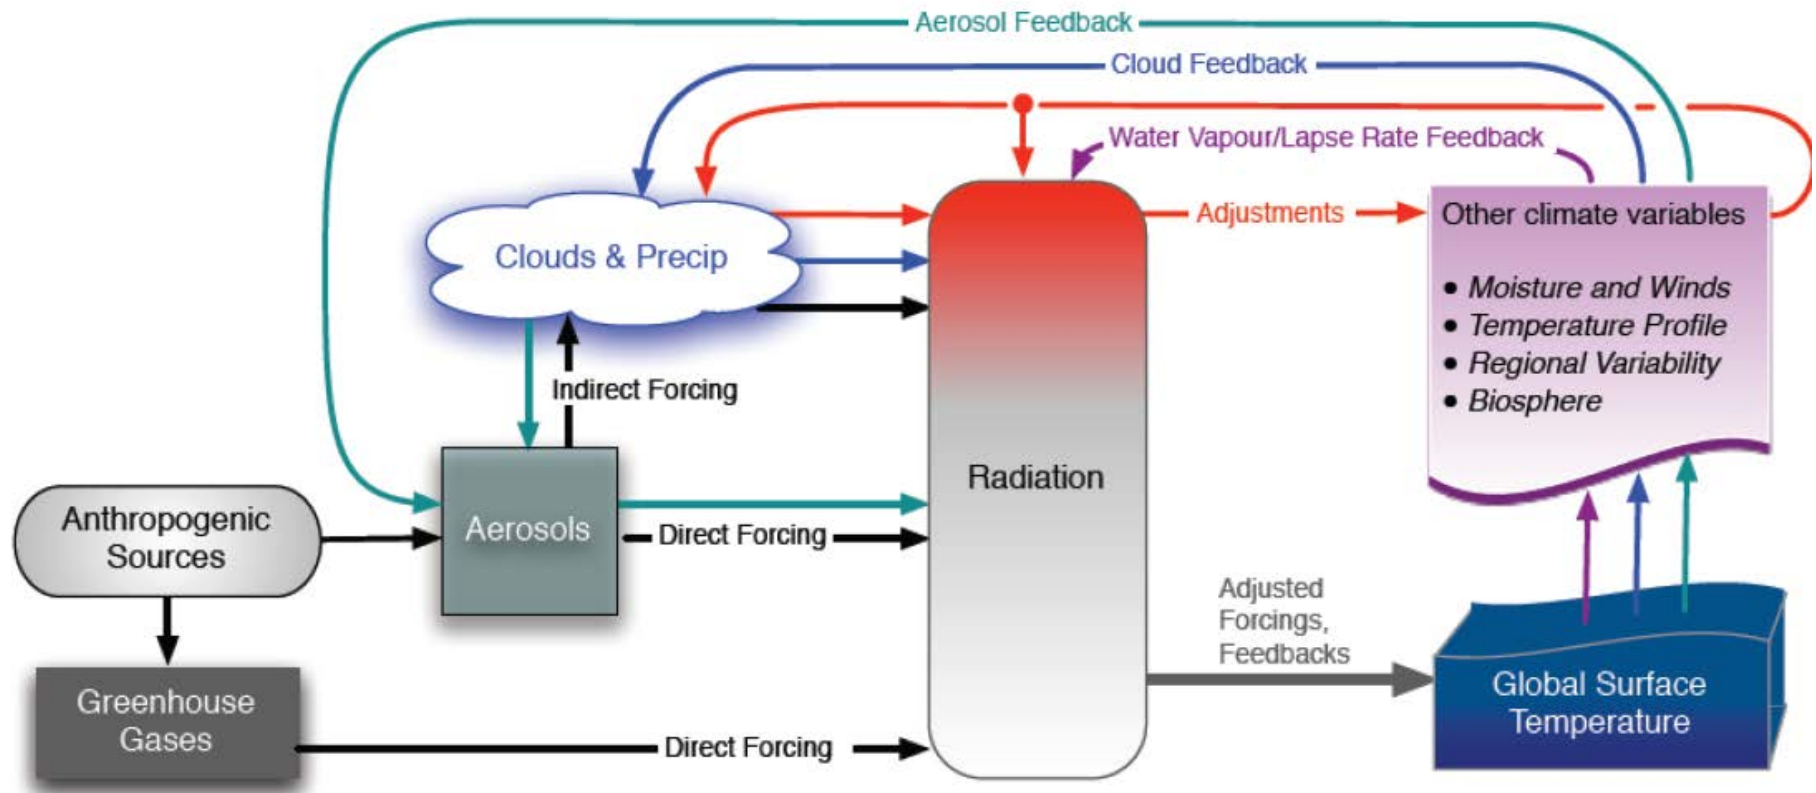 Aerosol Feedback
Cloud Feedback
Water Vapour/Lapse Rate Feedback
Clouds & Precip
Adjustments
Other climate variables
• Moisture and Winds
• Temperature Profile
• Regional Variability
• Biosphere
Indirect Forcing
Radiation
Anthropogenic
Sources
Aerosols
Direct Forcing
Adjusted
Forcings,
Feedbacks
Greenhouse
Gases
Direct Forcing
Global Surface
Temperature